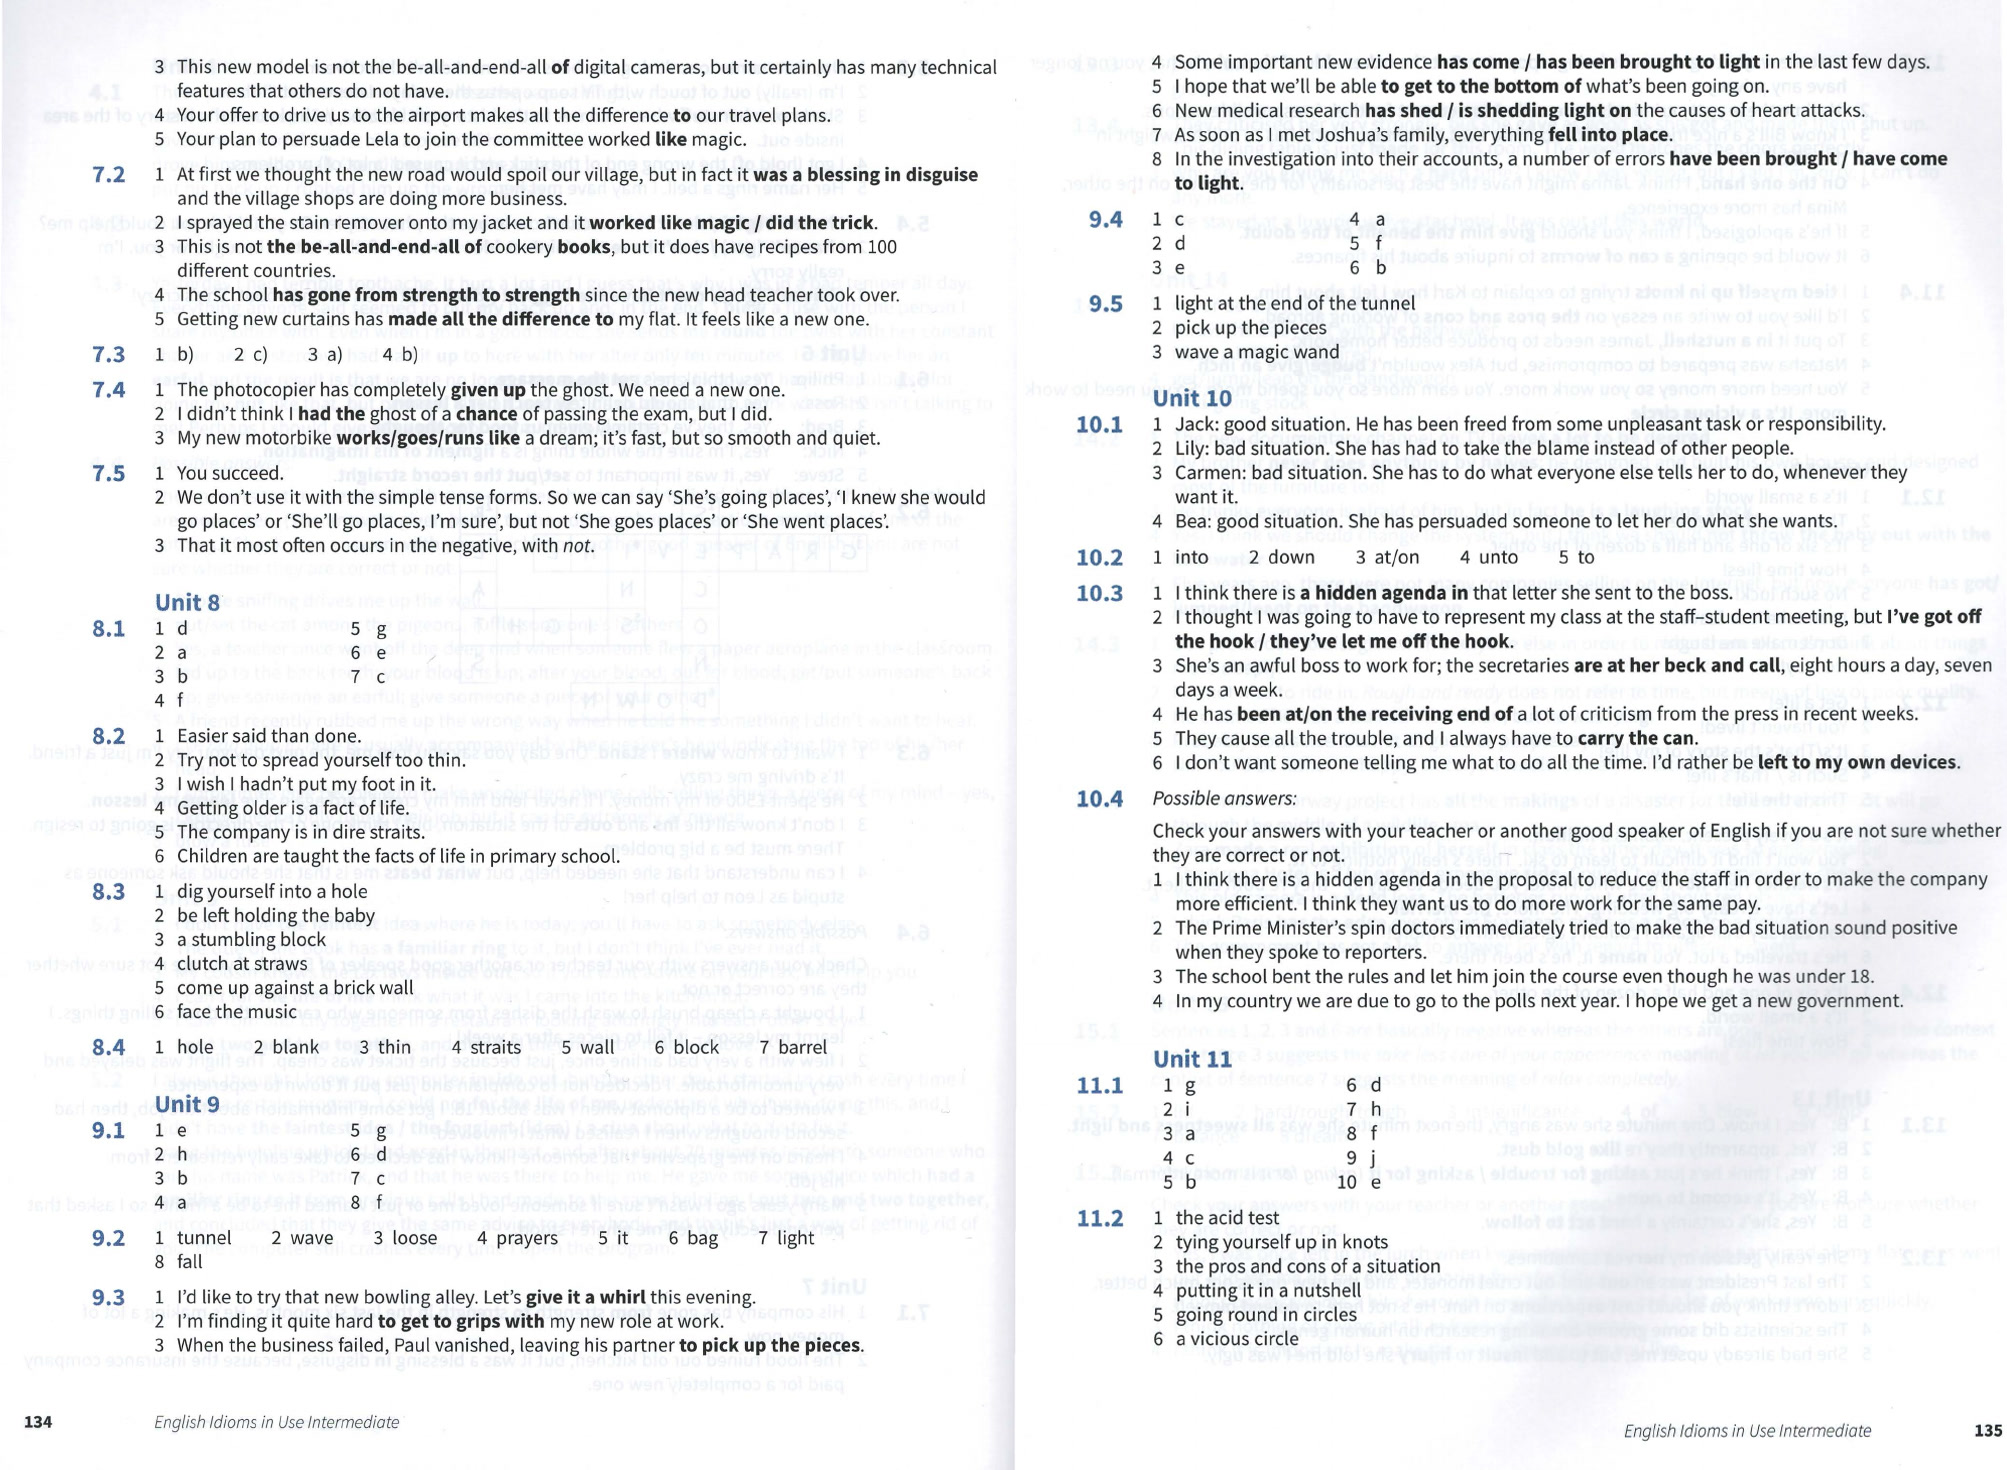 3 This new model is not the be-all-and-end-all of digital cameras, but it certainly has many technical
features that others do not have.
4 Your offer to drive us to the airport makes all the difference to our travel plans.
5 Your plan to persuade Lela to join the committee worked like magic.
7.2 1 At first we thought the new road would spoil our village, but in fact it was a blessing in disguise
and the village shops are doing more business.
2 I sprayed the stain remover onto my jacket and it worked like magic / did the trick.
3 This is not the be-all-and-end-all of cookery books, but it does have recipes from 100
different countries.
4 The school has gone from strength to strength since the new head teacher took over.
5 Getting new curtains has made all the difference to my flat. It feels like a new one.
7.3 1 b) 2 c) 3 a) 4 b)
7.4 1 The photocopier has completely given up the ghost. We need a new one.
2 I didn't think I had the ghost of a chance of passing the exam, but I did.
3 My new motorbike works/goes/runs like a dream; it's fast, but so smooth and quiet.
7.5 1 You succeed.
2 We don't use it with the simple tense forms. So we can say 'She's going places', 'I knew she would
go places' or 'She'll go places, I'm sure', but not 'She goes places' or 'She went places'.
3 That it most often occurs in the negative, with not.
Unit 8
8.1 1 d 5 g
2 a 6 e
3 b 7 c
4 f
8.2 1 Easier said than done.
2 Try not to spread yourself too thin.
3 I wish I hadn't put my foot in it.
4 Getting older is a fact of life.
5 The company is in dire straits.
6 Children are taught the facts of life in primary school.
8.3 1 dig yourself into a hole
2 be left holding the baby
3 a stumbling block
4 clutch at straws
5 come up against a brick wall
6 face the music
8.4 1 hole 2 blank 3 thin 4 straits 5 wall 6 block 7 barrel
Unit 9
9.1 1 e 5 g
2 h 6 d
3 b 7 c
4 a 8 f
9.2 1 tunnel 2 wave 3 loose 4 prayers 5 it 6 bag 7 light
8 fall
9.3 1 I'd like to try that new bowling alley. Let's give it a whirl this evening.
2 I'm finding it quite hard to get to grips with my new role at work.
3 When the business failed, Paul vanished, leaving his partner to pick up the pieces.
134 English Idioms in Use Intermediate
4 Some important new evidence has come / has been brought to light in the last few days.
5 I hope that we'll be able to get to the bottom of what's been going on.
6 New medical research has shed / is shedding light on the causes of heart attacks.
7 As soon as I met Joshua's family, everything fell into place.
8 In the investigation into their accounts, a number of errors have been brought / have come
to light.
9.4 1 c 4 a
2 d 5 f
3 e 6 b
9.5 1 light at the end of the tunnel
2 pick up the pieces
3 wave a magic wand
Unit 10
10.1 1 Jack: good situation. He has been freed from some unpleasant task or responsibility.
2 Lily: bad situation. She has had to take the blame instead of other people.
3 Carmen: bad situation. She has to do what everyone else tells her to do, whenever they
want it.
4 Bea: good situation. She has persuaded someone to let her do what she wants.
10.2 1 into 2 down 3 at/on 4 unto 5 to
10.3 1 I think there is a hidden agenda in that letter she sent to the boss.
2 I thought I was going to have to represent my class at the staff–student meeting, but I've got off
the hook / they've let me off the hook.
3 She's an awful boss to work for; the secretaries are at her beck and call, eight hours a day, seven
days a week.
4 He has been at/on the receiving end of a lot of criticism from the press in recent weeks.
5 They cause all the trouble, and I always have to carry the can.
6 I don't want someone telling me what to do all the time. I'd rather be left to my own devices.
10.4 Possible answers:
Check your answers with your teacher or another good speaker of English if you are not sure whether
they are correct or not.
1 I think there is a hidden agenda in the proposal to reduce the staff in order to make the company
more efficient. I think they want us to do more work for the same pay.
2 The Prime Minister's spin doctors immediately tried to make the bad situation sound positive
when they spoke to reporters.
3 The school bent the rules and let him join the course even though he was under 18.
4 In my country we are due to go to the polls next year. I hope we get a new government.
Unit 11
11.1 1 g 6 d
2 i 7 h
3 a 8 f
4 c 9 j
5 b 10 e
11.2 1 the acid test
2 tying yourself up in knots
3 the pros and cons of a situation
4 putting it in a nutshell
5 going round in circles
6 a vicious circle
English Idioms in Use Intermediate 135